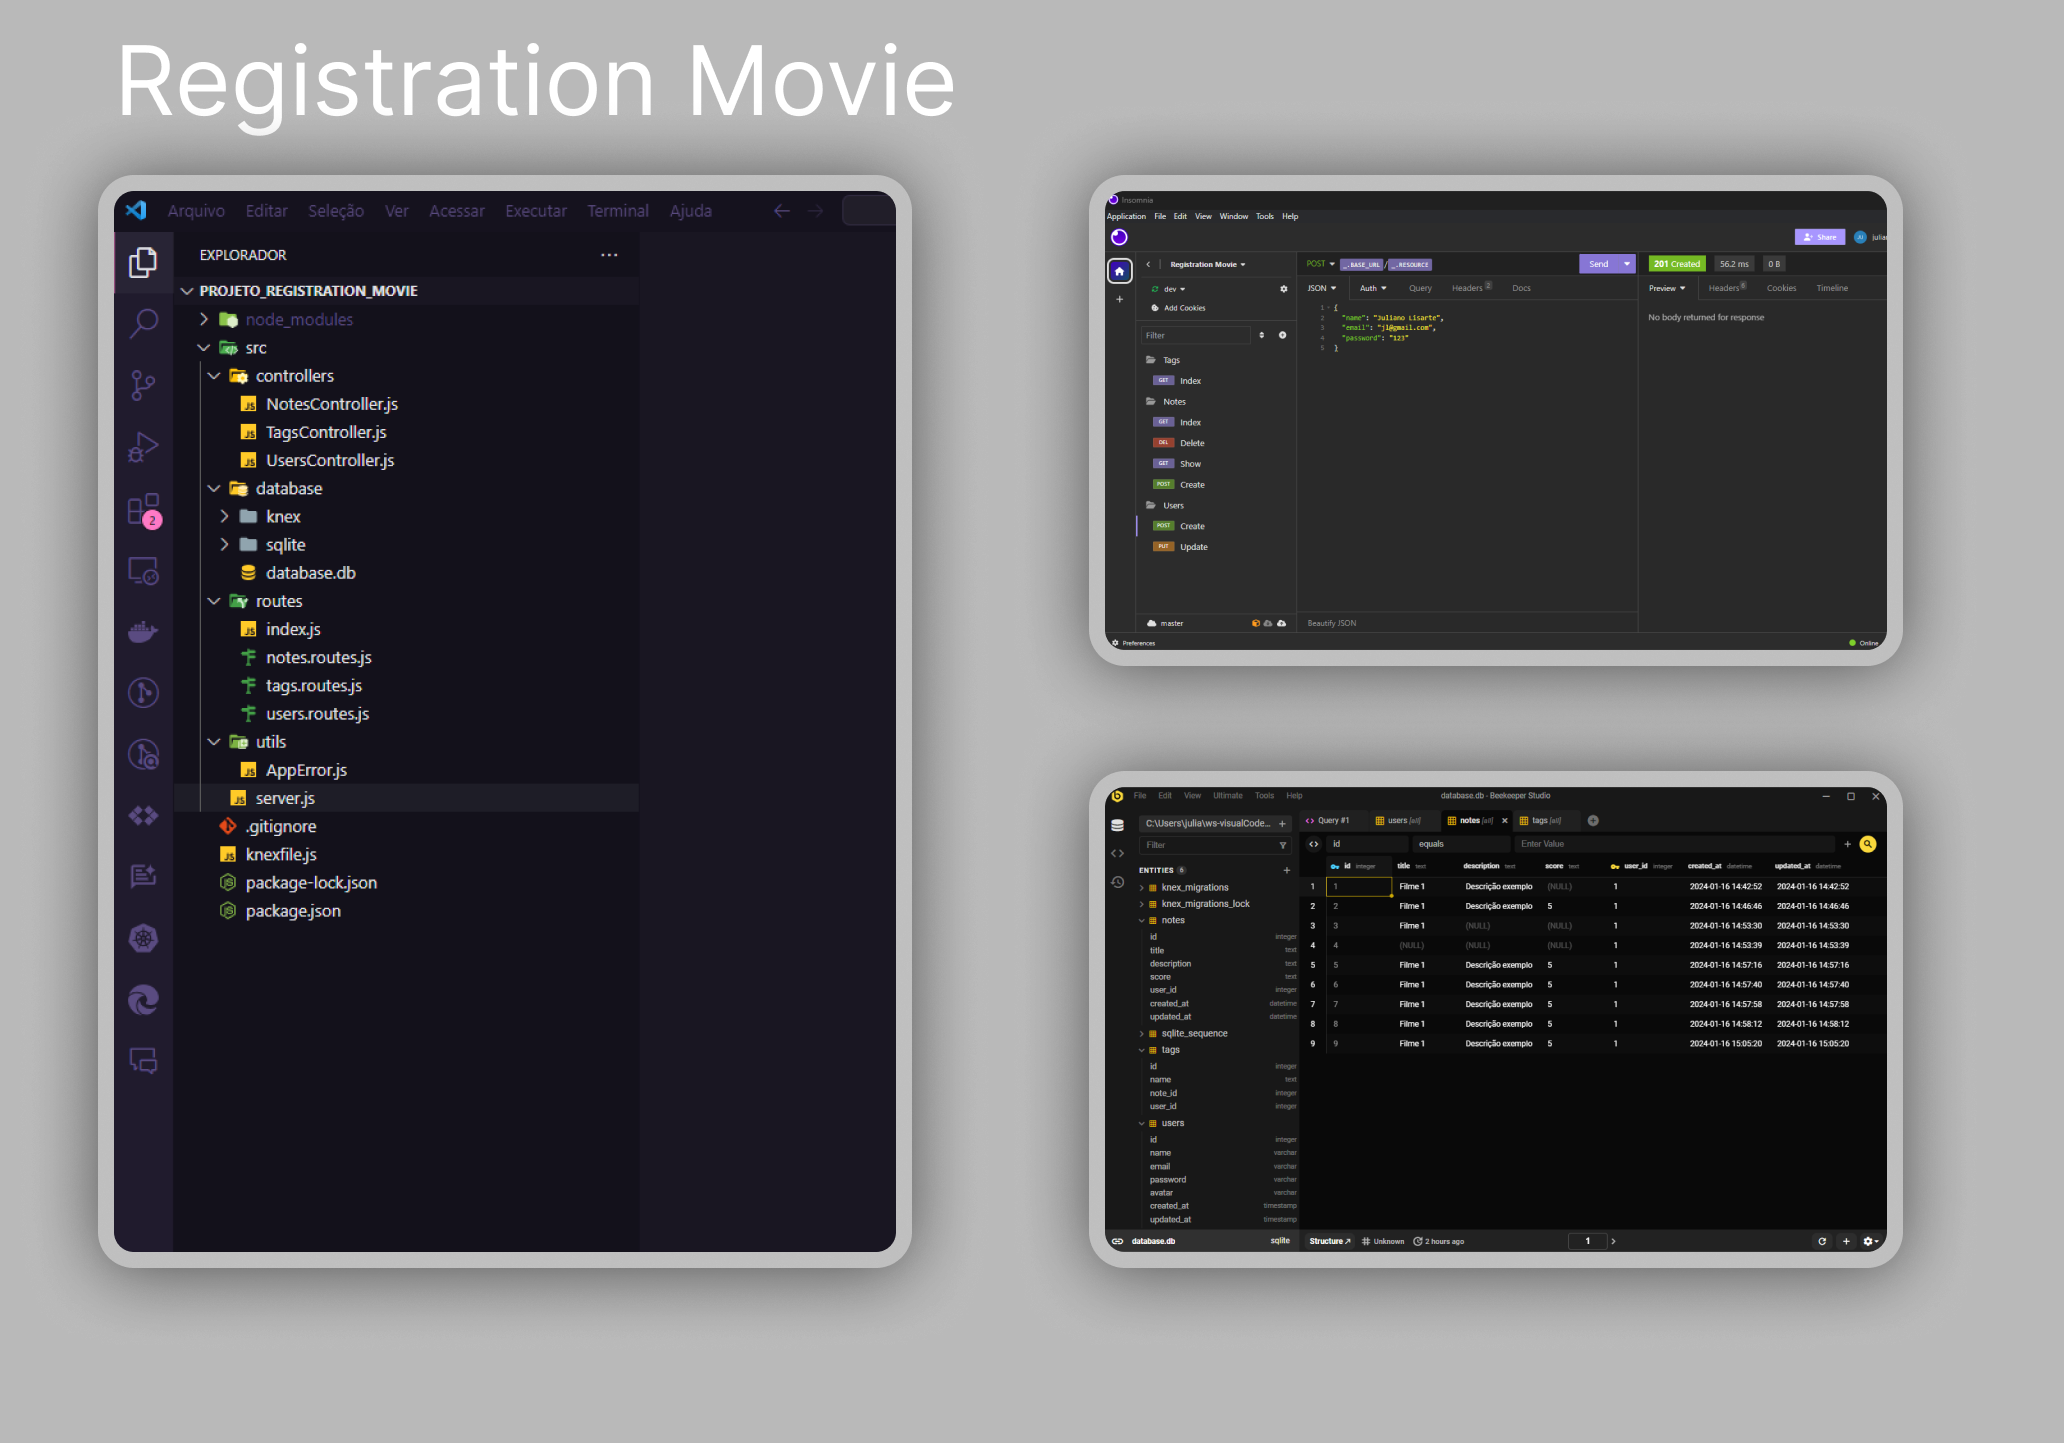 Registration Movie
Arquivo Editar Seleção Ver Acessar Executar Terminal Ajuda
EXPLORADOR
PROJETO_REGISTRATION_MOVIE
node_modules
src
controllers
NotesController.js
TagsController.js
UsersController.js
database
knex
2
sqlite
database.db
routes
index.js
notes.routes.js
tags.routes.js
users.routes.js
utils
AppError.js
server.js
.gitignore
knexfile.js
package-lock.json
package.json
Insomnia
Application File Edit View Window Tools Help
Share
Registration Movie
dev
Add Cookies
Filter
Tags
GET Index
Notes
GET Index
DEL Delete
GET Show
POST Create
Users
POST Create
PUT Update
master
Preferences
POST _.BASE_URL / _.RESOURCE Send
JSON Auth Query Headers 2 Docs
1 {
2 "name": "Juliano Lisarte",
3 "email": "jl@gmail.com",
4 "password": "123"
5 }
Beautify JSON
201 Created 56.2 ms 0 B
Preview Headers 6 Cookies Timeline
No body returned for response
Online
File Edit View Ultimate Tools Help
database.db - Beekeeper Studio
C:\Users\julia\ws-visualCode...
Filter
ENTITIES 6
knex_migrations
knex_migrations_lock
notes
id integer
title text
description text
score text
user_id integer
created_at datetime
updated_at datetime
sqlite_sequence
tags
id integer
name text
note_id integer
user_id integer
users
id integer
name varchar
email varchar
password varchar
avatar varchar
created_at timestamp
updated_at timestamp
database.db sqlite
Query #1 users [all] notes [all] tags [all]
id equals Enter Value
id integer title text description text score text user_id integer created_at datetime updated_at datetime
1 1 Filme 1 Descrição exemplo (NULL) 1 2024-01-16 14:42:52 2024-01-16 14:42:52
2 2 Filme 1 Descrição exemplo 5 1 2024-01-16 14:46:46 2024-01-16 14:46:46
3 3 Filme 1 (NULL) (NULL) 1 2024-01-16 14:53:30 2024-01-16 14:53:30
4 4 (NULL) (NULL) (NULL) 1 2024-01-16 14:53:39 2024-01-16 14:53:39
5 5 Filme 1 Descrição exemplo 5 1 2024-01-16 14:57:16 2024-01-16 14:57:16
6 6 Filme 1 Descrição exemplo 5 1 2024-01-16 14:57:40 2024-01-16 14:57:40
7 7 Filme 1 Descrição exemplo 5 1 2024-01-16 14:57:58 2024-01-16 14:57:58
8 8 Filme 1 Descrição exemplo 5 1 2024-01-16 14:58:12 2024-01-16 14:58:12
9 9 Filme 1 Descrição exemplo 5 1 2024-01-16 15:05:20 2024-01-16 15:05:20
Structure Unknown 2 hours ago 1